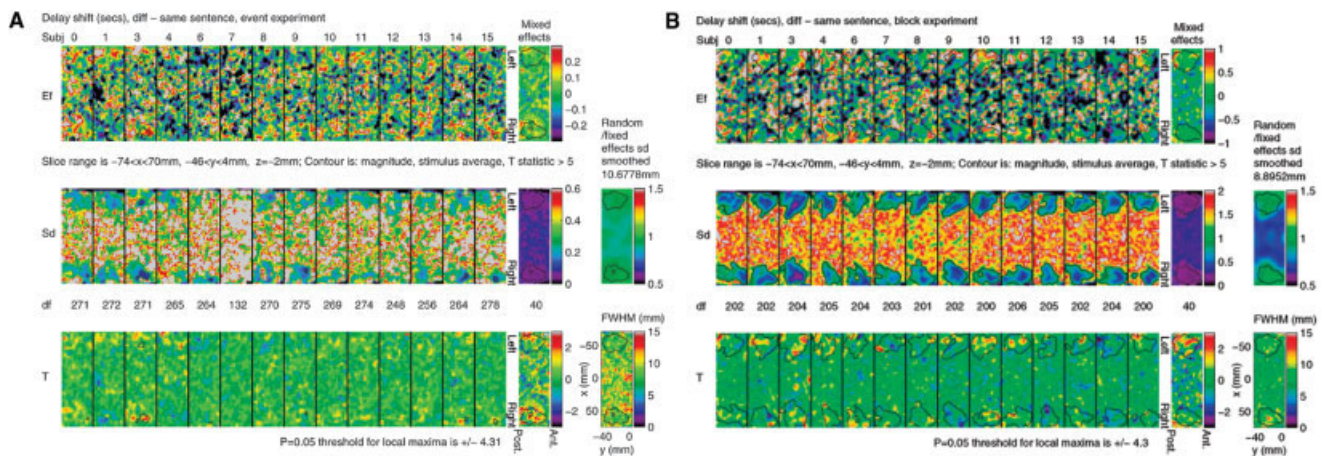 A
Delay shift (secs), diff – same sentence, event experiment
Subj 0 1 3 4 6 7 8 9 10 11 12 13 14 15
Mixed effects
Ef
Left
Right
0.2
0.1
0
−0.1
−0.2
Random /fixed effects sd smoothed 10.6778mm
Slice range is −74<x<70mm, −46<y<4mm, z=−2mm; Contour is: magnitude, stimulus average, T statistic > 5
Sd
Left
Right
0.6
0.4
0.2
0
1.5
1
0.5
df 271 272 271 265 264 132 270 275 269 274 248 256 264 278 40
FWHM (mm)
T
Left
Right
2
0
−2
−50
0
50
x (mm)
15
10
5
0
P=0.05 threshold for local maxima is +/− 4.31
Post.
Ant.
−40 0
y (mm)
B
Delay shift (secs), diff – same sentence, block experiment
Subj 0 1 3 4 6 7 8 9 10 11 12 13 14 15
Mixed effects
Ef
Left
Right
1
0.5
0
−0.5
−1
Random /fixed effects sd smoothed 8.8952mm
Slice range is −74<x<70mm, −46<y<4mm, z=−2mm; Contour is: magnitude, stimulus average, T statistic > 5
Sd
Left
Right
2
1.5
1
0.5
0
1.5
1
0.5
df 202 202 204 205 204 203 201 202 200 206 205 202 204 200 40
FWHM (mm)
T
Left
Right
2
0
−2
−50
0
50
x (mm)
15
10
5
0
P=0.05 threshold for local maxima is +/− 4.3
Post.
Ant.
−40 0
y (mm)